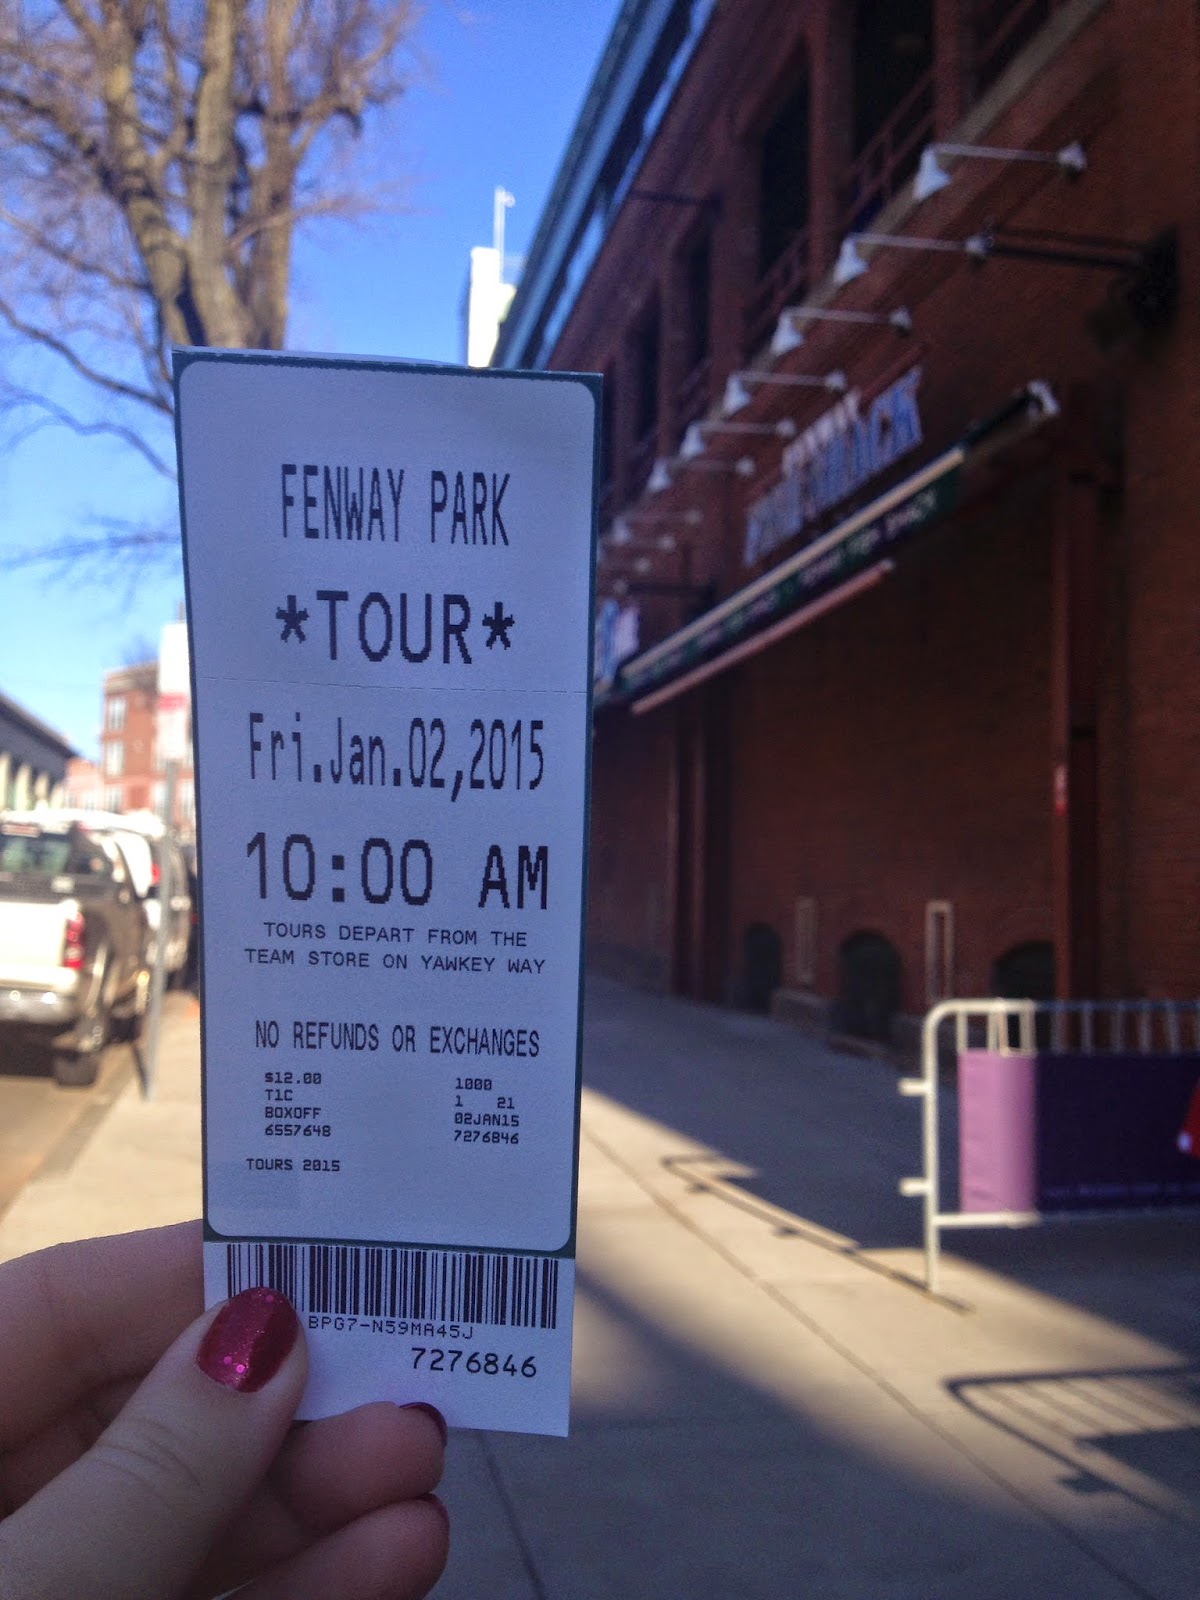 FENWAY PARK
*TOUR*
Fri.Jan.02,2015
10:00 AM
TOURS DEPART FROM THE
TEAM STORE ON YAWKEY WAY
NO REFUNDS OR EXCHANGES
$12.00 1000
T1C 1 21
BOXOFF 02JAN15
6557648 7276846
TOURS 2015
BPG7-N59MA45J
7276846